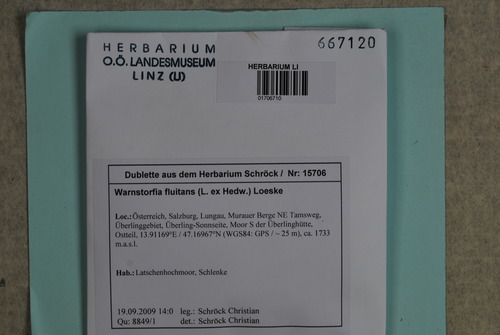 HERBARIUM
O.Ö. LANDESMUSEUM
LINZ (U)
667120
HERBARIUM LI
01706710
Dublette aus dem Herbarium Schröck / Nr: 15706
Warnstorfia fluitans (L. ex Hedw.) Loeske
Loc.: Österreich, Salzburg, Lungau, Murauer Berge NE Tamsweg,
Überlinggebiet, Überling-Sonnseite, Moor S der Überlinghütte,
Ostteil, 13.91169°E / 47.16967°N (WGS84: GPS / ~ 25 m), ca. 1733
m.a.s.l.
Hab.: Latschenhochmoor, Schlenke
19.09.2009 14:0 leg.: Schröck Christian
Qu: 8849/1 det.: Schröck Christian